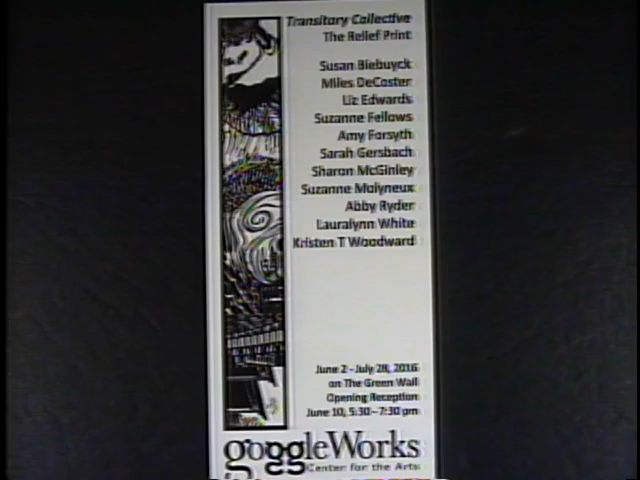 Transitory Collective
The Relief Print
Susan Biebuyck
Miles DeCoster
Liz Edwards
Suzanne Fellows
Amy Forsyth
Sarah Gersbach
Sharon McGinley
Suzanne Molyneux
Abby Ryder
Lauralynn White
Kristen T Woodward
June 2 - July 28, 2016
on The Green Wall
Opening Reception
June 10, 5:30 - 7:30 pm
goggleWorks
Center for the Arts